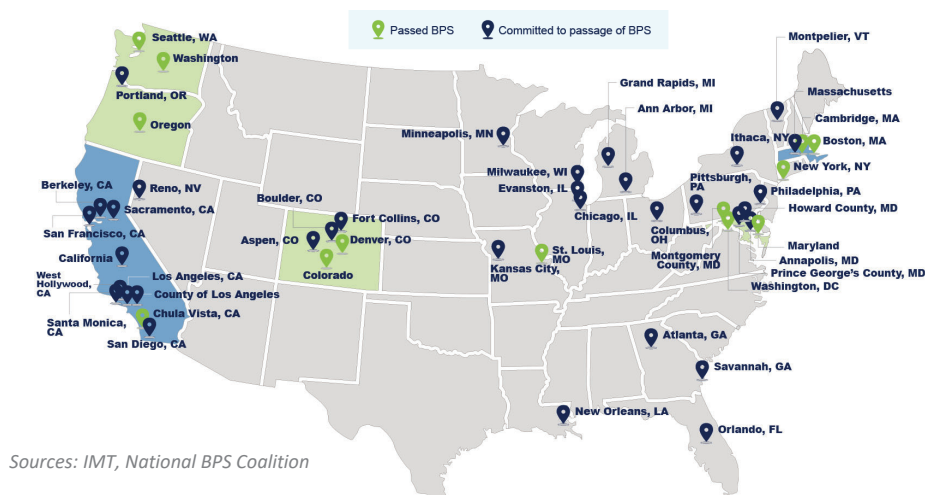 Passed BPS
Committed to passage of BPS
Seattle, WA
Washington
Portland, OR
Oregon
Montpelier, VT
Grand Rapids, MI
Massachusetts
Ann Arbor, MI
Cambridge, MA
Minneapolis, MN
Ithaca, NY
Boston, MA
Milwaukee, WI
Evanston, IL
New York, NY
Pittsburgh,
PA
Berkeley, CA
Reno, NV
Boulder, CO
Philadelphia, PA
Sacramento, CA
Fort Collins, CO
Chicago, IL
Howard County, MD
San Francisco, CA
Aspen, CO
Denver, CO
Columbus,
OH
California
St. Louis,
MO
Maryland
Kansas City,
MO
Montgomery
County, MD
Annapolis, MD
Colorado
Prince George's County, MD
West
Hollywood,
CA
Los Angeles, CA
Washington, DC
County of Los Angeles
Chula Vista, CA
Santa Monica,
CA
San Diego, CA
Atlanta, GA
Savannah, GA
New Orleans, LA
Orlando, FL
Sources: IMT, National BPS Coalition